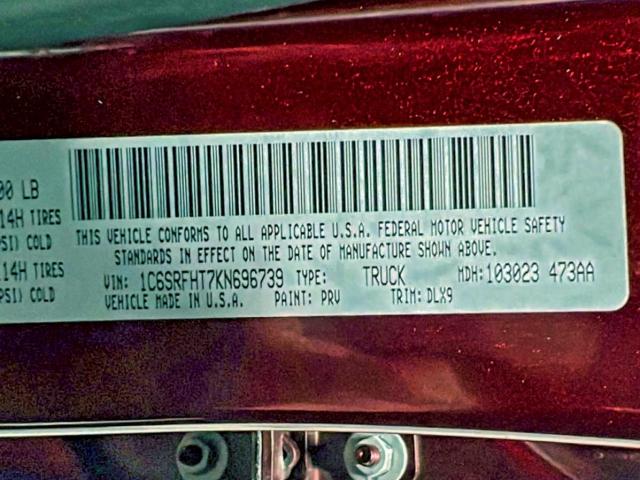 00 LB
14H TIRES
PSI) COLD
14H TIRES
PSI) COLD
THIS VEHICLE CONFORMS TO ALL APPLICABLE U.S.A. FEDERAL MOTOR VEHICLE SAFETY
STANDARDS IN EFFECT ON THE DATE OF MANUFACTURE SHOWN ABOVE.
VIN: 1C6SRFHT7KN696739 TYPE: TRUCK MDH: 103023 473AA
VEHICLE MADE IN U.S.A. PAINT: PRV TRIM: DLX9